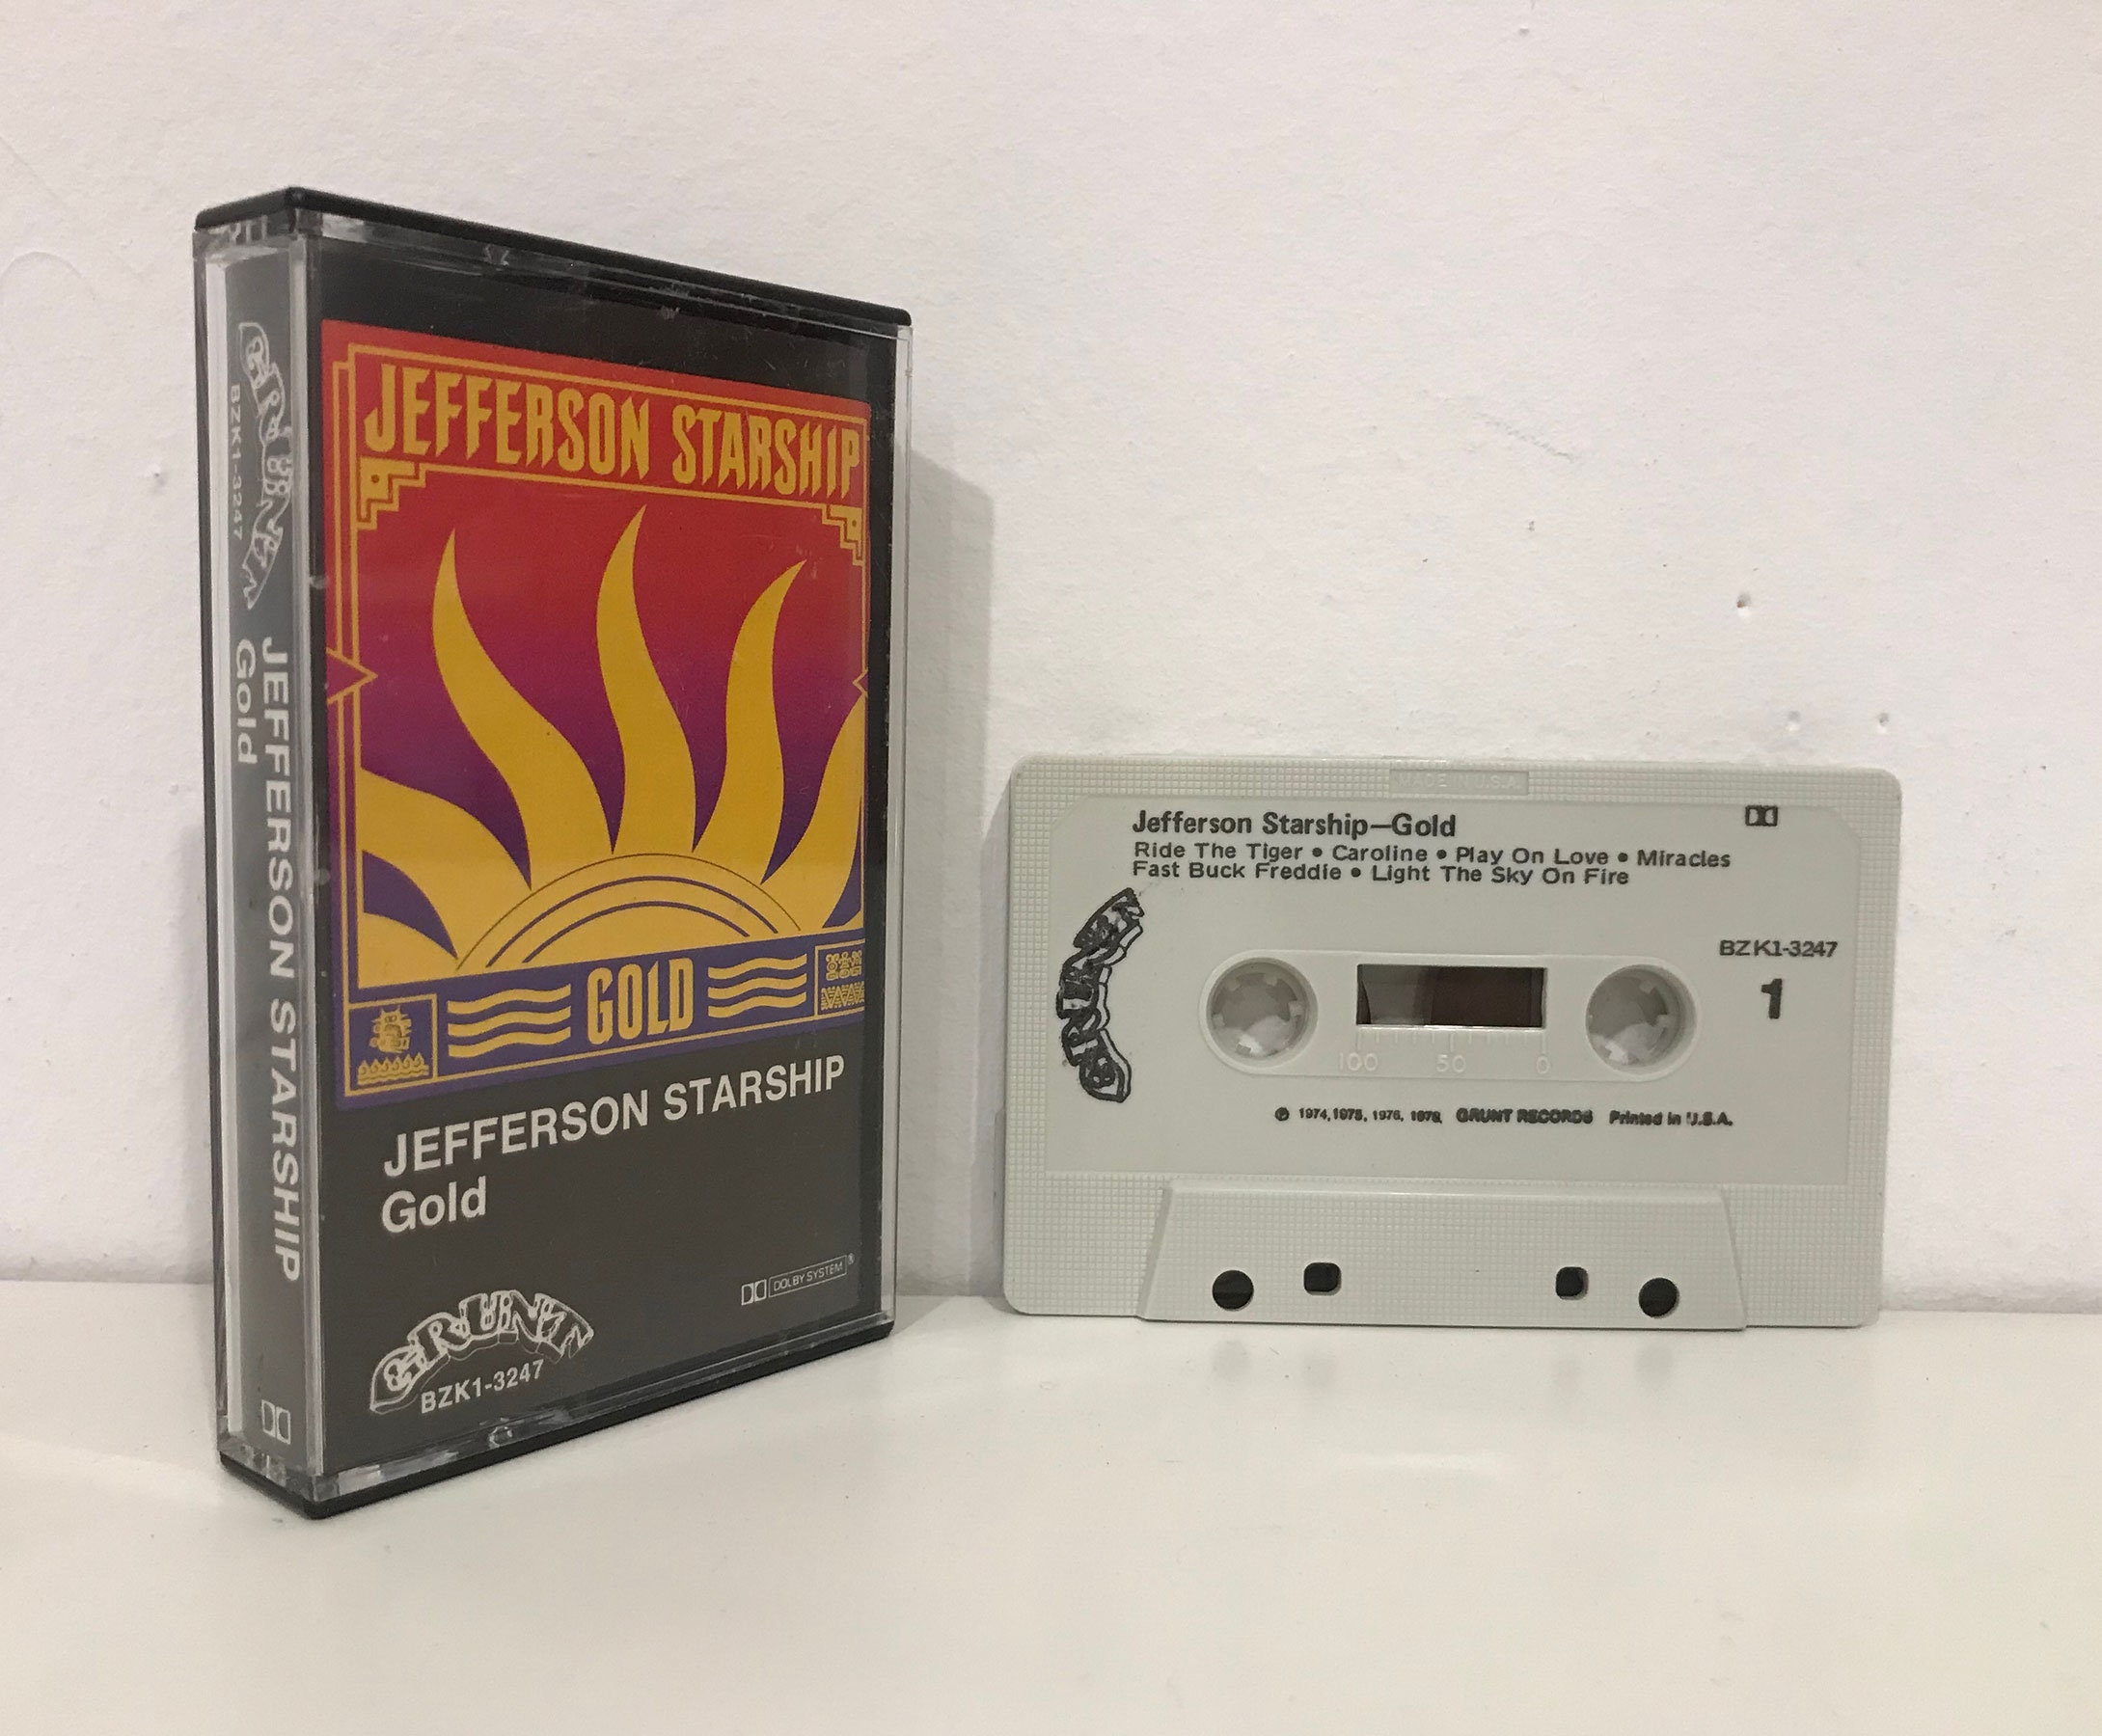 GRUNT
BZK1-3247
JEFFERSON STARSHIP
Gold
JEFFERSON STARSHIP
GOLD
JEFFERSON STARSHIP
Gold
DOLBY SYSTEM®
GRUNT
BZK1-3247
MADE IN U.S.A.
Jefferson Starship—Gold
Ride The Tiger • Caroline • Play On Love • Miracles
Fast Buck Freddie • Light The Sky On Fire
GRUNT
BZK1-3247
1
100 50 0
℗ 1974, 1975, 1976, 1978, GRUNT RECORDS Printed in U.S.A.